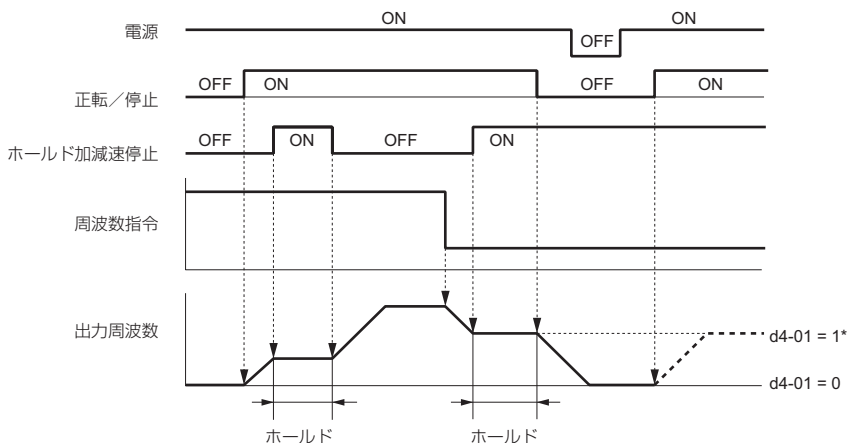 電源
ON
OFF
ON
正転／停止
OFF
ON
OFF
ON
ホールド加減速停止
OFF
ON
OFF
ON
周波数指令
出力周波数
d4-01 = 1*
d4-01 = 0
ホールド
ホールド